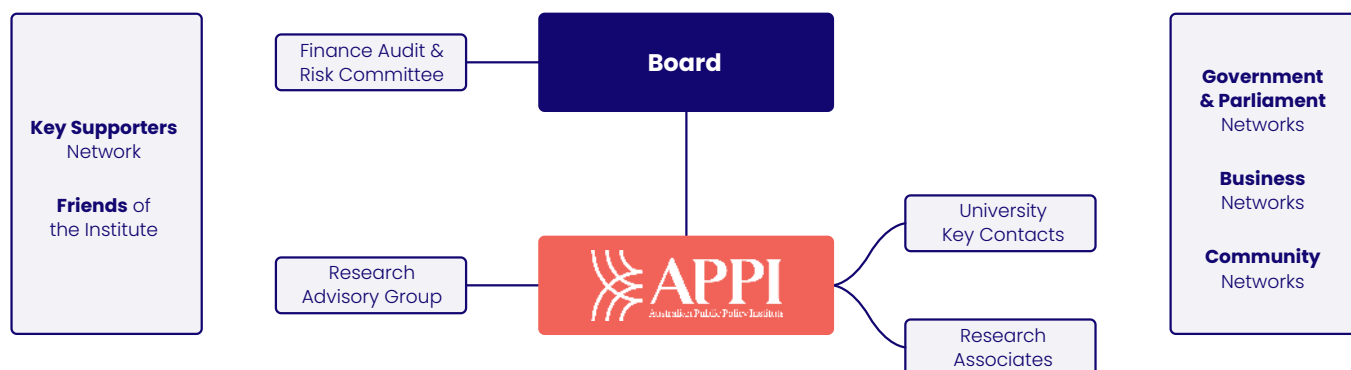 Key Supporters
Network
Friends of
the Institute
Finance Audit &
Risk Committee
Board
Research
Advisory Group
APPI
Australian Public Policy Institute
University
Key Contacts
Research
Associates
Government
& Parliament
Networks
Business
Networks
Community
Networks